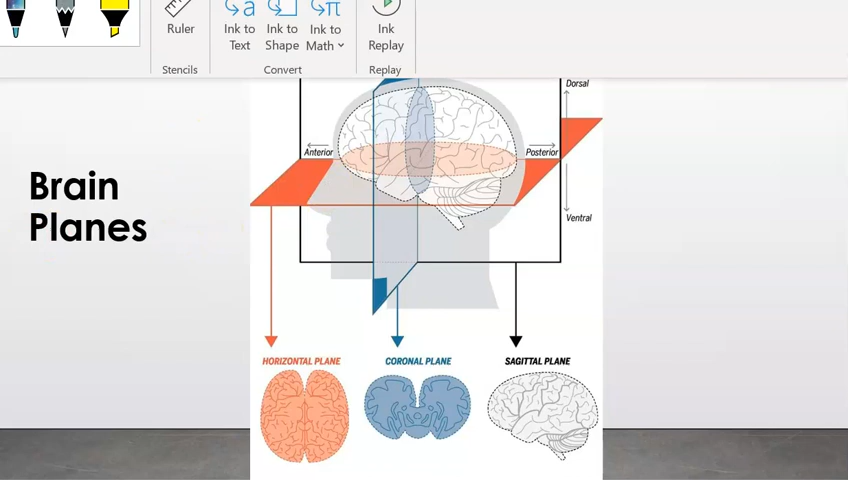 Ruler
Ink to Text
Ink to Shape
Ink to Math
Ink Replay
Stencils
Convert
Replay
Dorsal
Anterior
Posterior
Brain
Planes
Ventral
HORIZONTAL PLANE
CORONAL PLANE
SAGITTAL PLANE